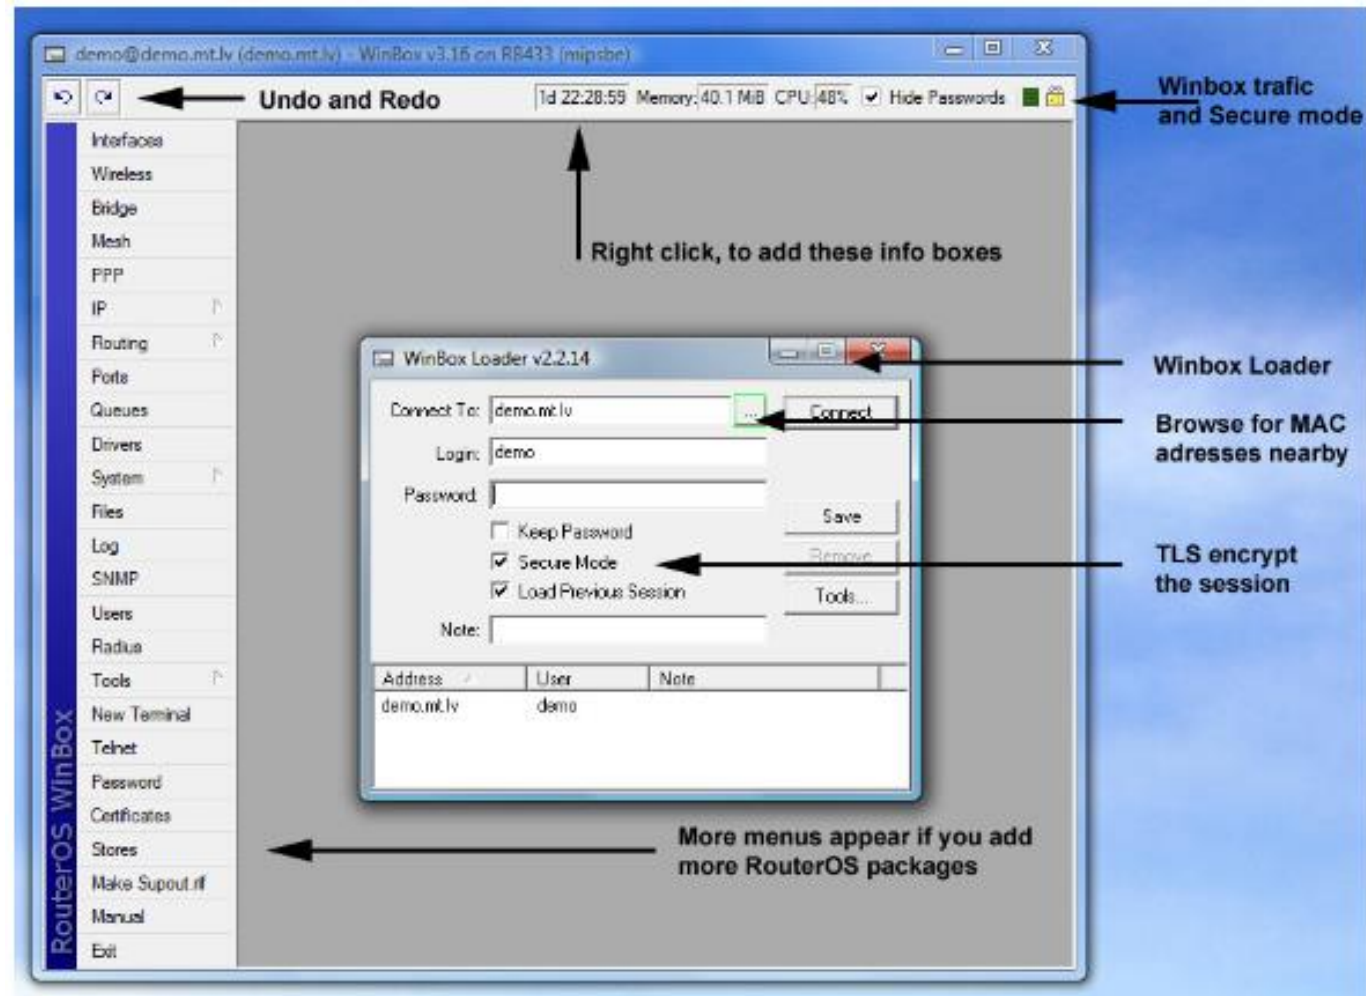 demo@demo.mt.lv (demo.mt.lv) - WinBox v3.16 on RB433 (mipsbe)
Undo and Redo
1d 22:28:59 Memory: 40.1 MiB CPU: 48% Hide Passwords
Winbox trafic
and Secure mode
Interfaces
Wireless
Bridge
Mesh
PPP
IP
Routing
Ports
Queues
Drivers
System
Files
Log
SNMP
Users
Radius
Tools
New Terminal
Telnet
Password
Certificates
Stores
Make Supout.rif
Manual
Exit
RouterOS WinBox
Right click, to add these info boxes
WinBox Loader v2.2.14
Winbox Loader
Connect To: demo.mt.lv ... Connect
Browse for MAC
adresses nearby
Login: demo
Password:
Save
Keep Password
Secure Mode
Remove
TLS encrypt
the session
Load Previous Session
Tools...
Note:
Address User Note
demo.mt.lv demo
More menus appear if you add
more RouterOS packages